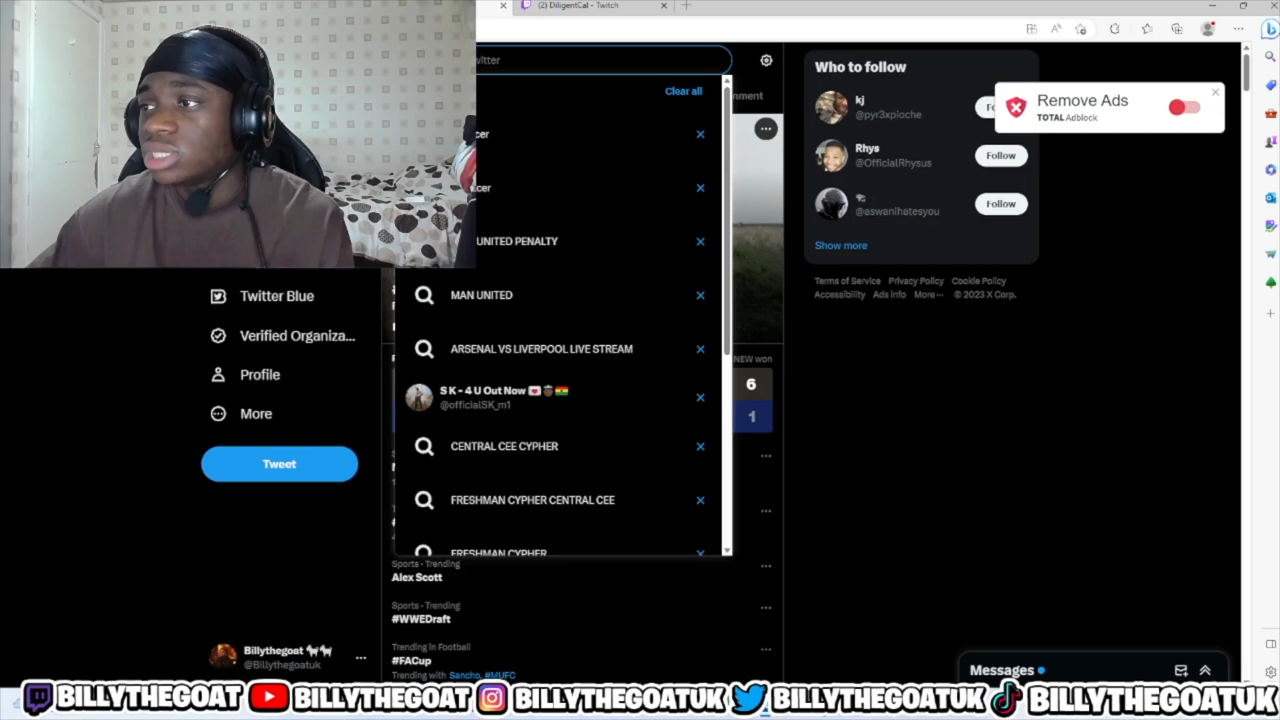 (2) DiligentCal - Twitch
witter
Clear all
cer
cer
UNITED PENALTY
MAN UNITED
ARSENAL VS LIVERPOOL LIVE STREAM
S K - 4 U Out Now 💌 🇬🇭
@officialSK_m1
CENTRAL CEE CYPHER
FRESHMAN CYPHER CENTRAL CEE
FRESHMAN CYPHER
Twitter Blue
Verified Organiza...
Profile
More
Tweet
NEW won
6
1
Sports · Trending
Alex Scott
Sports · Trending
#WWEDraft
Trending in Football
#FACup
Trending with Sancho, #MUFC
Billythegoat 🐐🐐
@Billythegoatuk
Who to follow
kj
@pyr3xpioche
Rhys
@OfficialRhysus
Follow
@aswanihatesyou
Follow
Show more
Terms of Service Privacy Policy Cookie Policy
Accessibility Ads info More ··· © 2023 X Corp.
Remove Ads
TOTAL Adblock
Messages
BILLYTHEGOAT BILLYTHEGOAT BILLYTHEGOATUK BILLYTHEGOATUK BILLYTHEGOATUK